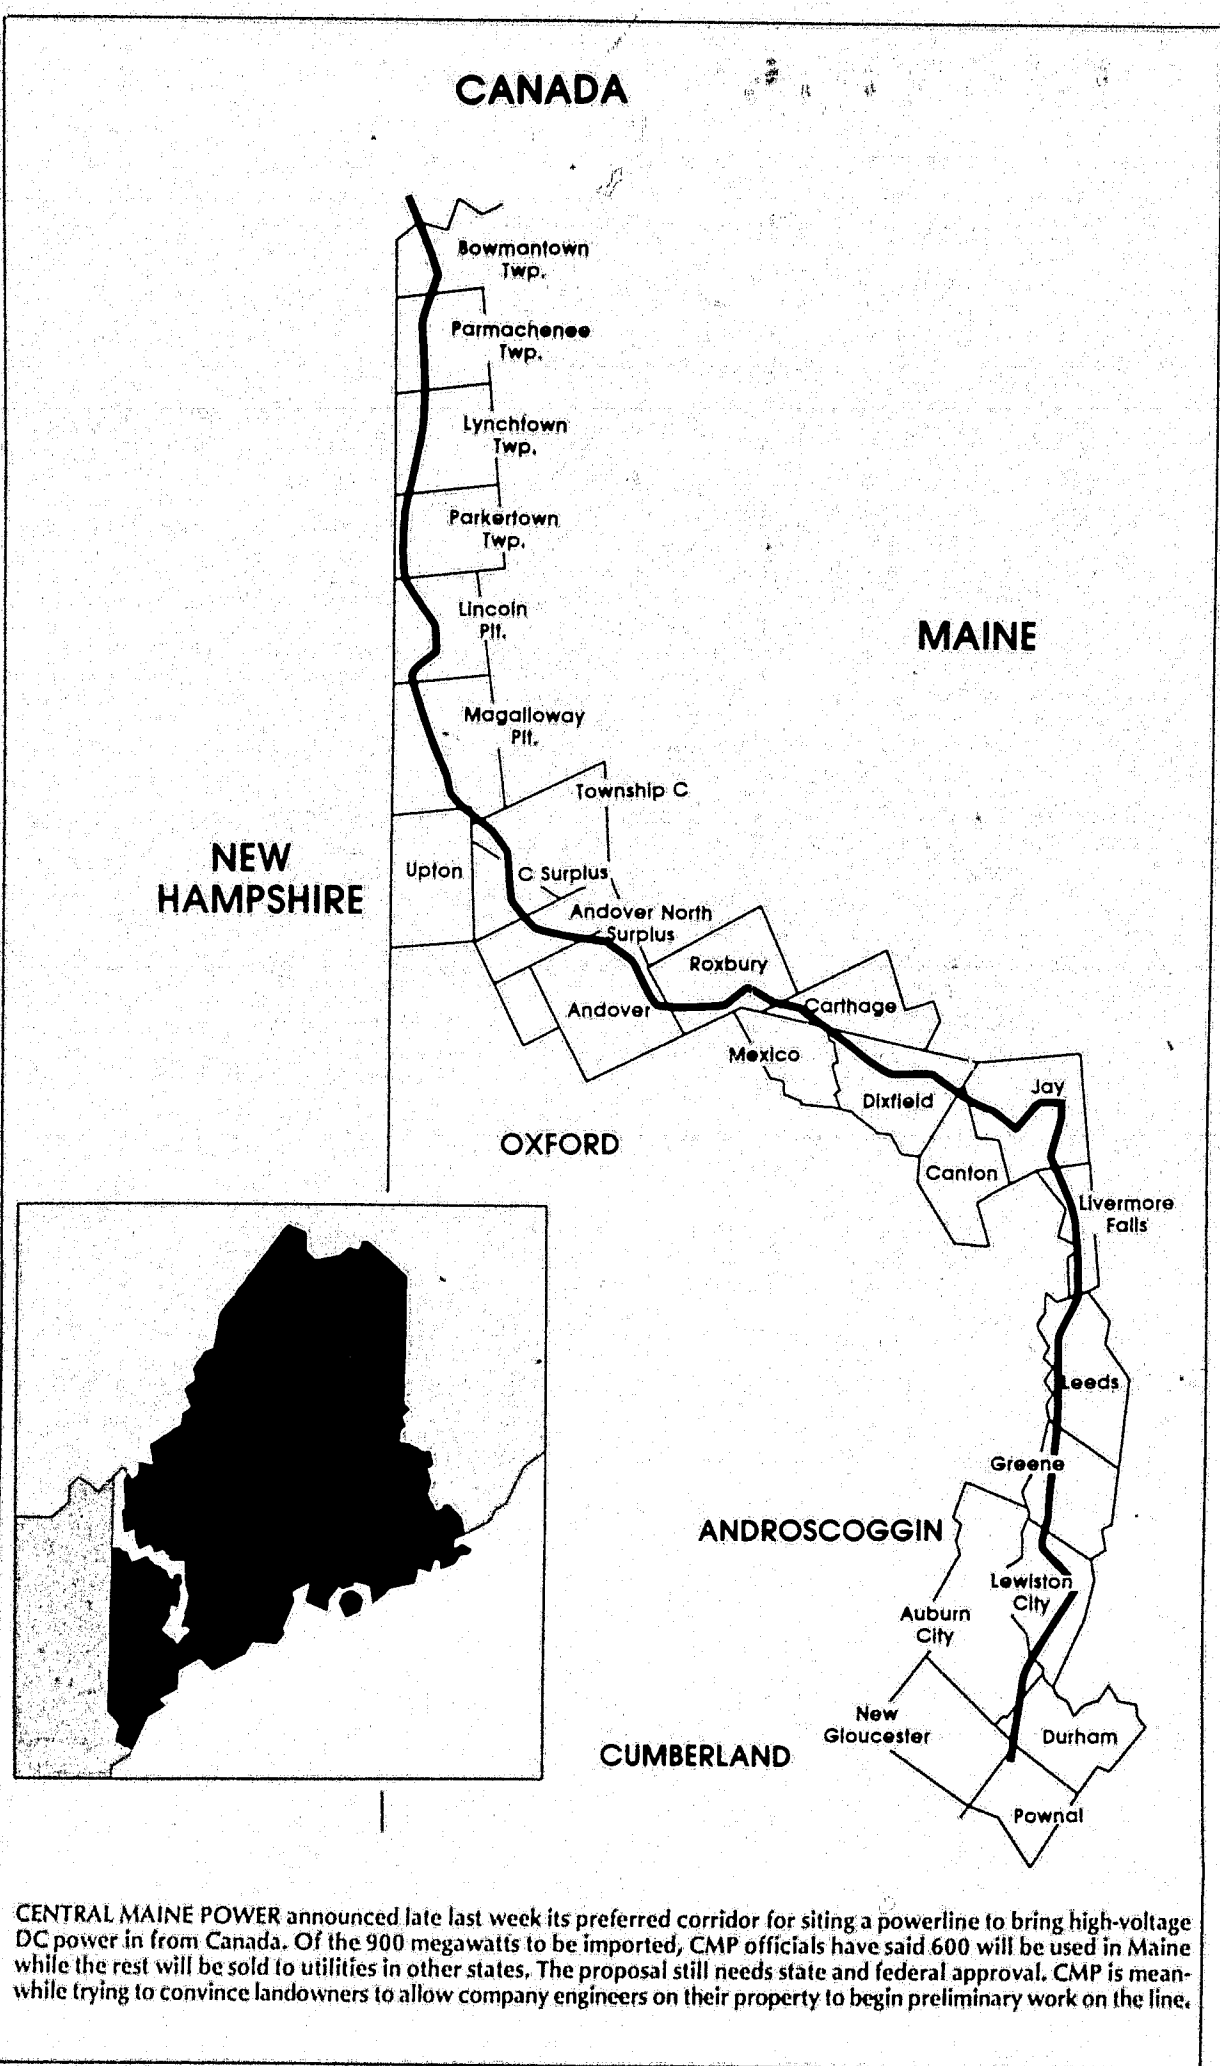 CANADA
Bowmantown
Twp.
Parmachenee
Twp.
Lynchtown
Twp.
Parkertown
Twp.
Lincoln
Plt.
MAINE
Magalloway
Plt.
Township C
NEW
HAMPSHIRE
Upton
C Surplus
Andover North
Surplus
Roxbury
Andover
Carthage
Mexico
Dixfield
Jay
OXFORD
Canton
Livermore
Falls
Leeds
Greene
ANDROSCOGGIN
Lewiston
City
Auburn
City
New
Gloucester
Durham
CUMBERLAND
Pownal
CENTRAL MAINE POWER announced late last week its preferred corridor for siting a powerline to bring high-voltage
DC power in from Canada. Of the 900 megawatts to be imported, CMP officials have said 600 will be used in Maine
while the rest will be sold to utilities in other states. The proposal still needs state and federal approval. CMP is mean-
while trying to convince landowners to allow company engineers on their property to begin preliminary work on the line.